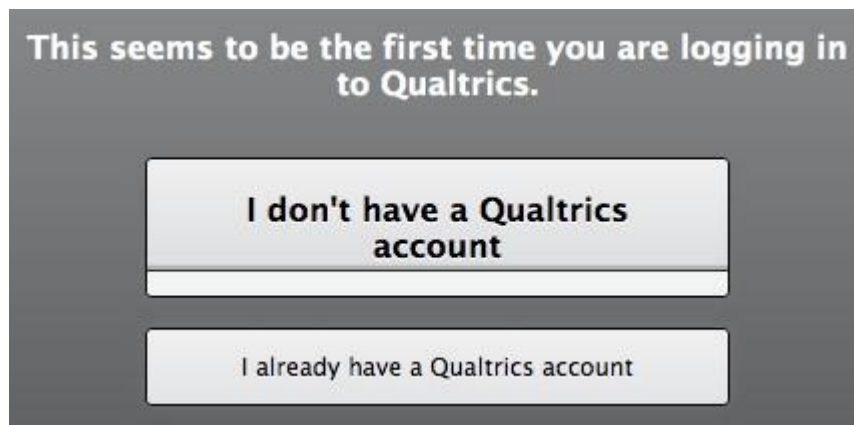 This seems to be the first time you are logging in
to Qualtrics.
I don't have a Qualtrics
account
I already have a Qualtrics account